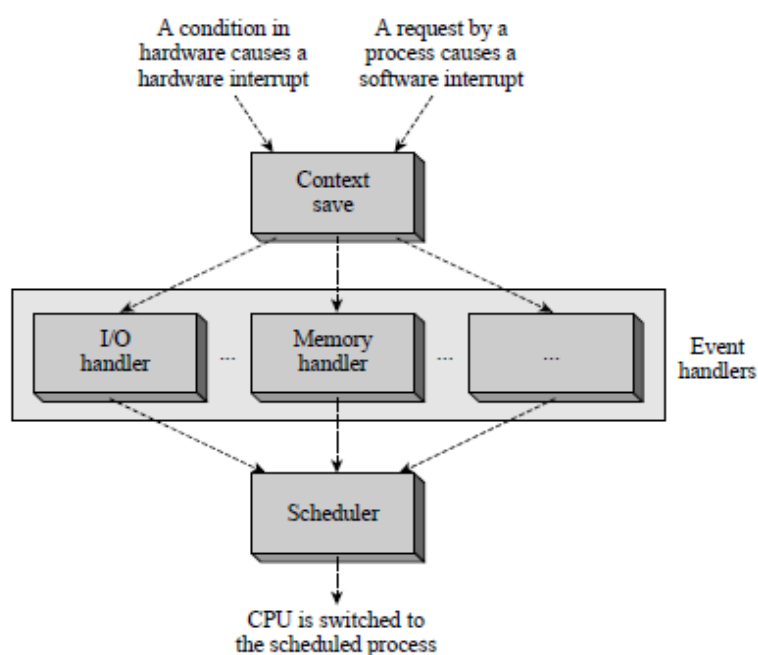 A condition in
hardware causes a
hardware interrupt
A request by a
process causes a
software interrupt
Context
save
I/O
handler
...
Memory
handler
...
...
Event
handlers
Scheduler
CPU is switched to
the scheduled process